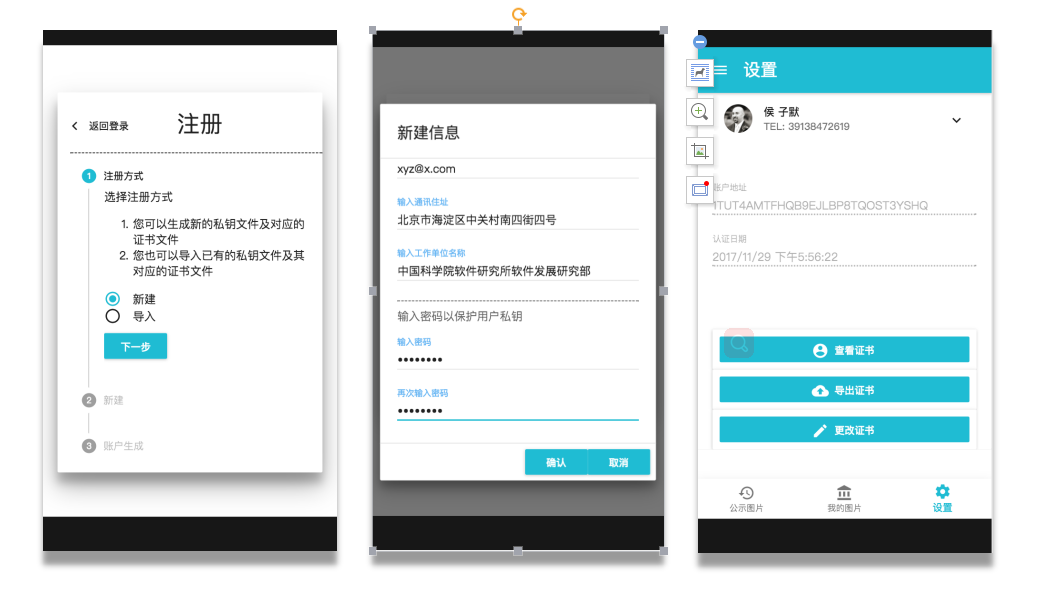 返回登录
注册
1 注册方式
选择注册方式
1. 您可以生成新的私钥文件及对应的
证书文件
2. 您也可以导入已有的私钥文件及其
对应的证书文件
新建
导入
下一步
2 新建
3 账户生成
新建信息
xyz@x.com
输入通讯住址
北京市海淀区中关村南四街四号
输入工作单位名称
中国科学院软件研究所软件发展研究部
输入密码以保护用户私钥
输入密码
••••••••
再次输入密码
••••••••
确认
取消
设置
侯 子默
TEL: 39138472619
账户地址
1TUT4AMTFHQB9EJLBP8TQOST3YSHQ
认证日期
2017/11/29 下午5:56:22
查看证书
导出证书
更改证书
公示图片
我的图片
设置